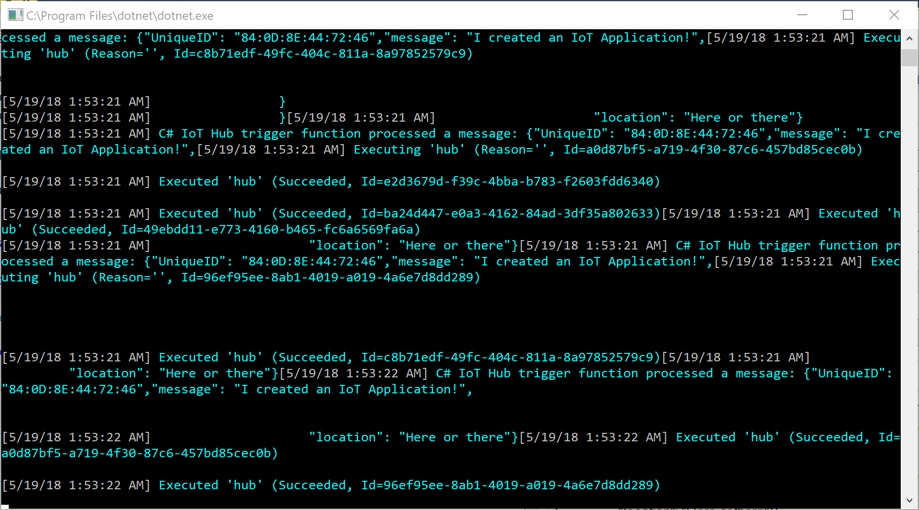 C:\Program Files\dotnet\dotnet.exe
cessed a message: {"UniqueID": "84:0D:8E:44:72:46","message": "I created an IoT Application!",[5/19/18 1:53:21 AM] Execu
ting 'hub' (Reason='', Id=c8b71edf-49fc-404c-811a-8a97852579c9)
[5/19/18 1:53:21 AM]                 }
[5/19/18 1:53:21 AM]                 }[5/19/18 1:53:21 AM]                     "location": "Here or there"}
[5/19/18 1:53:21 AM] C# IoT Hub trigger function processed a message: {"UniqueID": "84:0D:8E:44:72:46","message": "I cre
ated an IoT Application!",[5/19/18 1:53:21 AM] Executing 'hub' (Reason='', Id=a0d87bf5-a719-4f30-87c6-457bd85cec0b)
[5/19/18 1:53:21 AM] Executed 'hub' (Succeeded, Id=e2d3679d-f39c-4bba-b783-f2603fdd6340)
[5/19/18 1:53:21 AM] Executed 'hub' (Succeeded, Id=ba24d447-e0a3-4162-84ad-3df35a802633)[5/19/18 1:53:21 AM] Executed 'h
ub' (Succeeded, Id=49ebdd11-e773-4160-b465-fc6a6569fa6a)
[5/19/18 1:53:21 AM]                     "location": "Here or there"}[5/19/18 1:53:21 AM] C# IoT Hub trigger function pr
ocessed a message: {"UniqueID": "84:0D:8E:44:72:46","message": "I created an IoT Application!",[5/19/18 1:53:21 AM] Exec
uting 'hub' (Reason='', Id=96ef95ee-8ab1-4019-a019-4a6e7d8dd289)
[5/19/18 1:53:21 AM] Executed 'hub' (Succeeded, Id=c8b71edf-49fc-404c-811a-8a97852579c9)[5/19/18 1:53:21 AM]
         "location": "Here or there"}[5/19/18 1:53:22 AM] C# IoT Hub trigger function processed a message: {"UniqueID":
"84:0D:8E:44:72:46","message": "I created an IoT Application!",
[5/19/18 1:53:22 AM]                     "location": "Here or there"}[5/19/18 1:53:22 AM] Executed 'hub' (Succeeded, Id=
a0d87bf5-a719-4f30-87c6-457bd85cec0b)
[5/19/18 1:53:22 AM] Executed 'hub' (Succeeded, Id=96ef95ee-8ab1-4019-a019-4a6e7d8dd289)